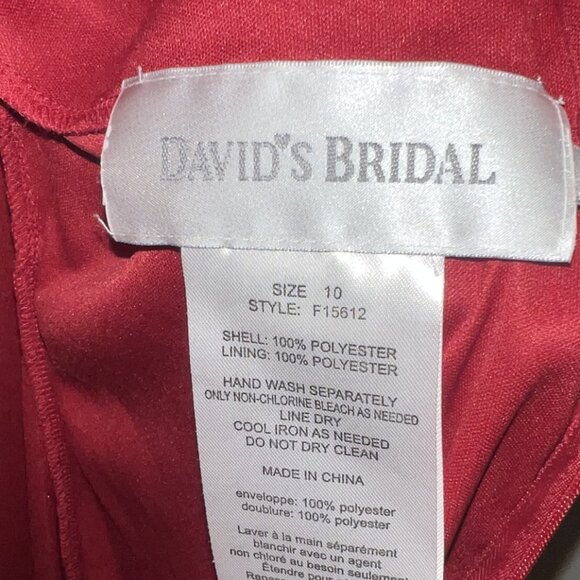 DAVID'S BRIDAL
SIZE 10
STYLE: F15612
SHELL: 100% POLYESTER
LINING: 100% POLYESTER
HAND WASH SEPARATELY
ONLY NON-CHLORINE BLEACH AS NEEDED
LINE DRY
COOL IRON AS NEEDED
DO NOT DRY CLEAN
MADE IN CHINA
enveloppe: 100% polyester
doublure: 100% polyester
Laver à la main séparément
blanchir avec un agent
non chloré au besoin seulement
Étendre pour